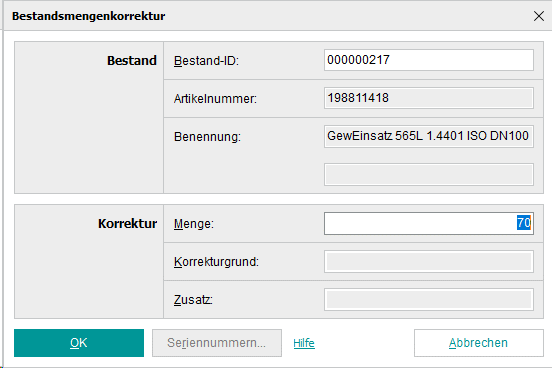 Bestandsmengenkorrektur
Bestand
Bestand-ID: 000000217
Artikelnummer: 198811418
Benennung: GewEinsatz 565L 1.4401 ISO DN100
Korrektur
Menge: 70
Korrekturgrund:
Zusatz:
OK Seriennummern... Hilfe Abbrechen